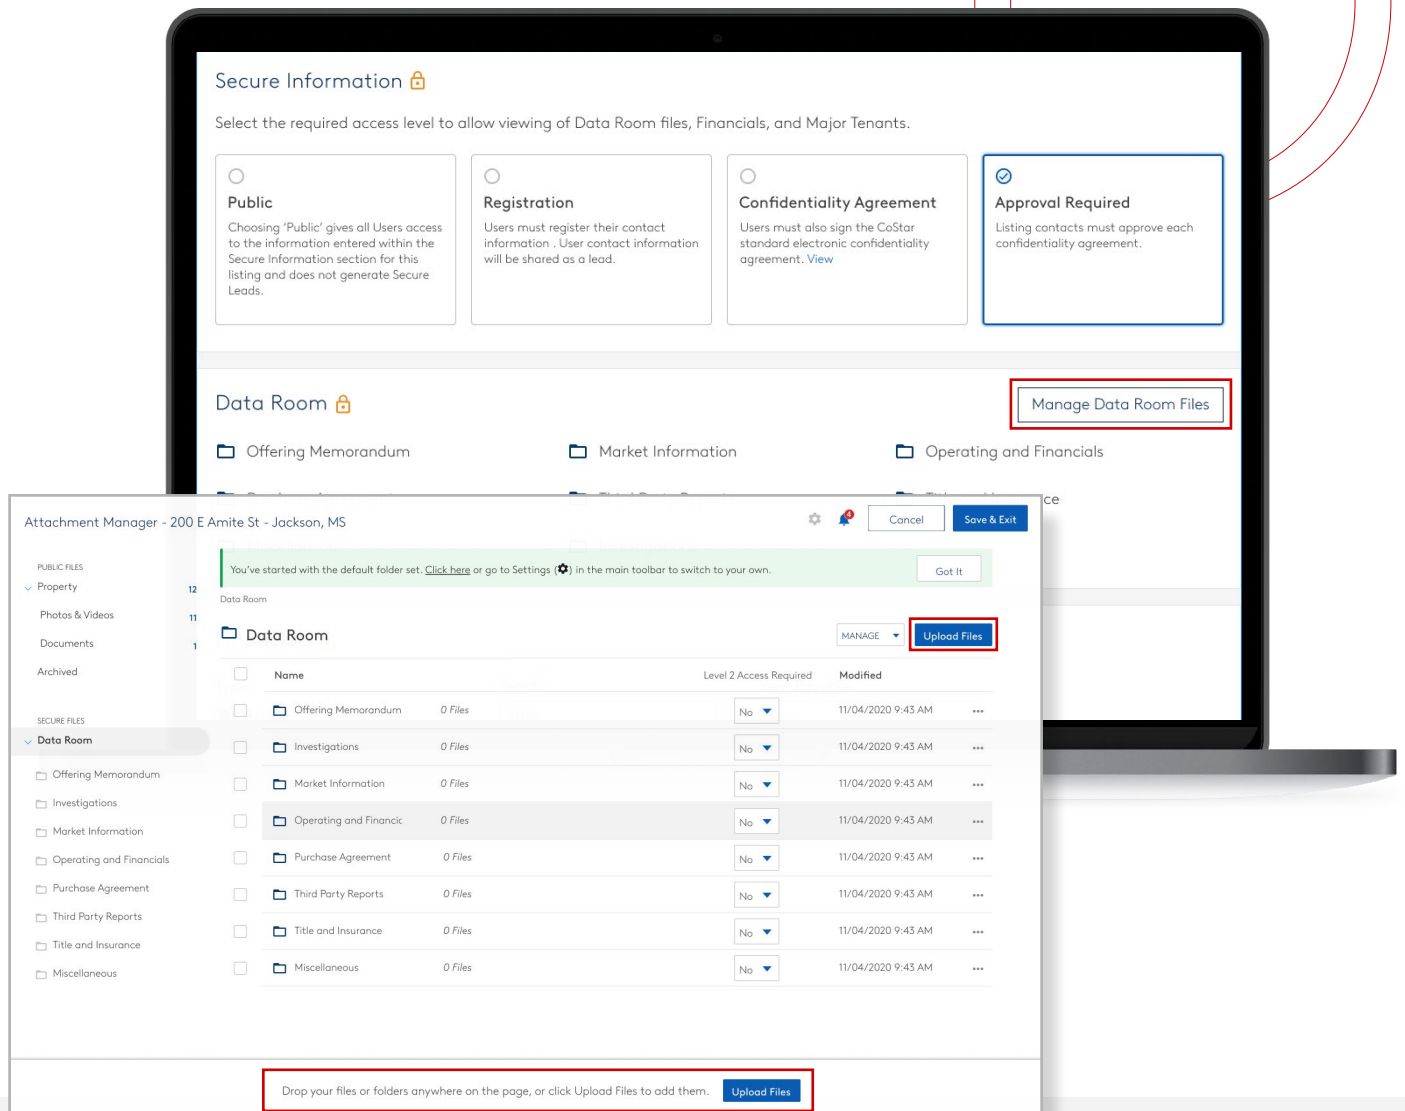 Secure Information
Select the required access level to allow viewing of Data Room files, Financials, and Major Tenants.
Public
Choosing 'Public' gives all Users access
to the information entered within the
Secure Information section for this
listing and does not generate Secure
Leads.
Registration
Users must register their contact
information . User contact information
will be shared as a lead.
Confidentiality Agreement
Users must also sign the CoStar
standard electronic confidentiality
agreement. View
Approval Required
Listing contacts must approve each
confidentiality agreement.
Data Room
Manage Data Room Files
Offering Memorandum
Market Information
Operating and Financials
Attachment Manager - 200 E Amite St - Jackson, MS
4
Cancel
Save & Exit
PUBLIC FILES
Property 12
Photos & Videos 11
Documents 1
Archived
SECURE FILES
Data Room
Offering Memorandum
Investigations
Market Information
Operating and Financials
Purchase Agreement
Third Party Reports
Title and Insurance
Miscellaneous
You've started with the default folder set. Click here or go to Settings ( ) in the main toolbar to switch to your own.
Got It
Data Room
Data Room
MANAGE
Upload Files
Name Level 2 Access Required Modified
Offering Memorandum 0 Files No 11/04/2020 9:43 AM
Investigations 0 Files No 11/04/2020 9:43 AM
Market Information 0 Files No 11/04/2020 9:43 AM
Operating and Financic 0 Files No 11/04/2020 9:43 AM
Purchase Agreement 0 Files No 11/04/2020 9:43 AM
Third Party Reports 0 Files No 11/04/2020 9:43 AM
Title and Insurance 0 Files No 11/04/2020 9:43 AM
Miscellaneous 0 Files No 11/04/2020 9:43 AM
Drop your files or folders anywhere on the page, or click Upload Files to add them.
Upload Files